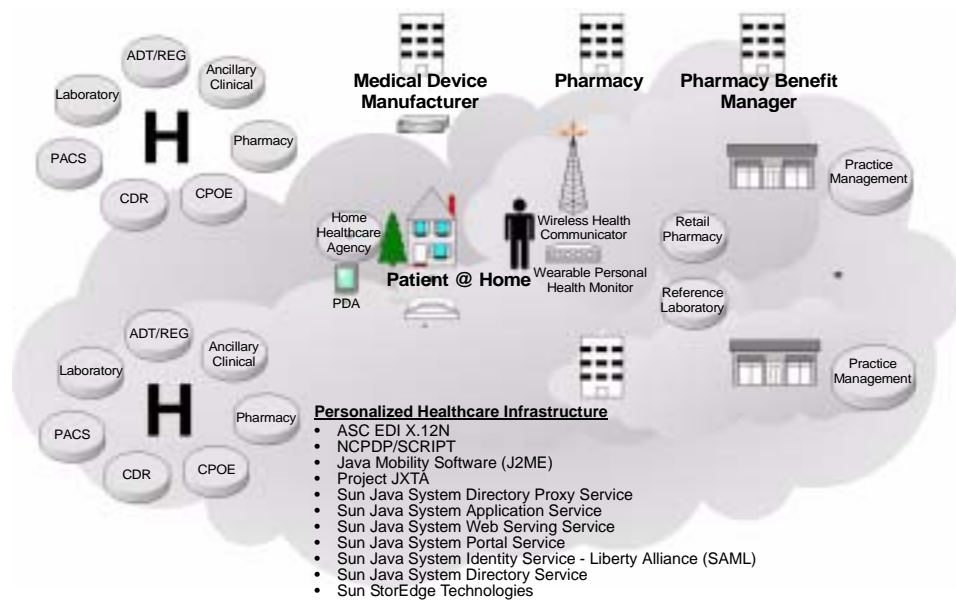 ADT/REG
Ancillary
Clinical
Laboratory
H
Pharmacy
PACS
CDR
CPOE
Medical Device
Manufacturer
Pharmacy
Pharmacy Benefit
Manager
Practice
Management
Home
Healthcare
Agency
PDA
Patient @ Home
Wireless Health
Communicator
Wearable Personal
Health Monitor
Retail
Pharmacy
Reference
Laboratory
ADT/REG
Ancillary
Clinical
Laboratory
H
Pharmacy
PACS
CDR
CPOE
Practice
Management
Personalized Healthcare Infrastructure
• ASC EDI X.12N
• NCPDP/SCRIPT
• Java Mobility Software (J2ME)
• Project JXTA
• Sun Java System Directory Proxy Service
• Sun Java System Application Service
• Sun Java System Web Serving Service
• Sun Java System Portal Service
• Sun Java System Identity Service - Liberty Alliance (SAML)
• Sun Java System Directory Service
• Sun StorEdge Technologies